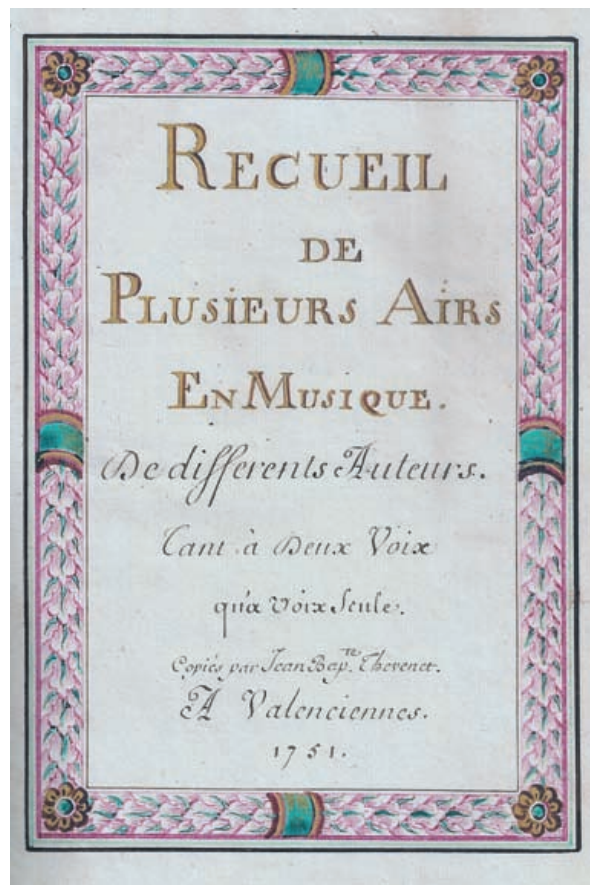 RECUEIL
DE
PLUSIEURS AIRS
EN MUSIQUE.
De differents Auteurs.
Tant à Deux Voix
qu'a voix seule.
Copiés par Jean Bap.te Thevenet.
A Valenciennes.
1751.